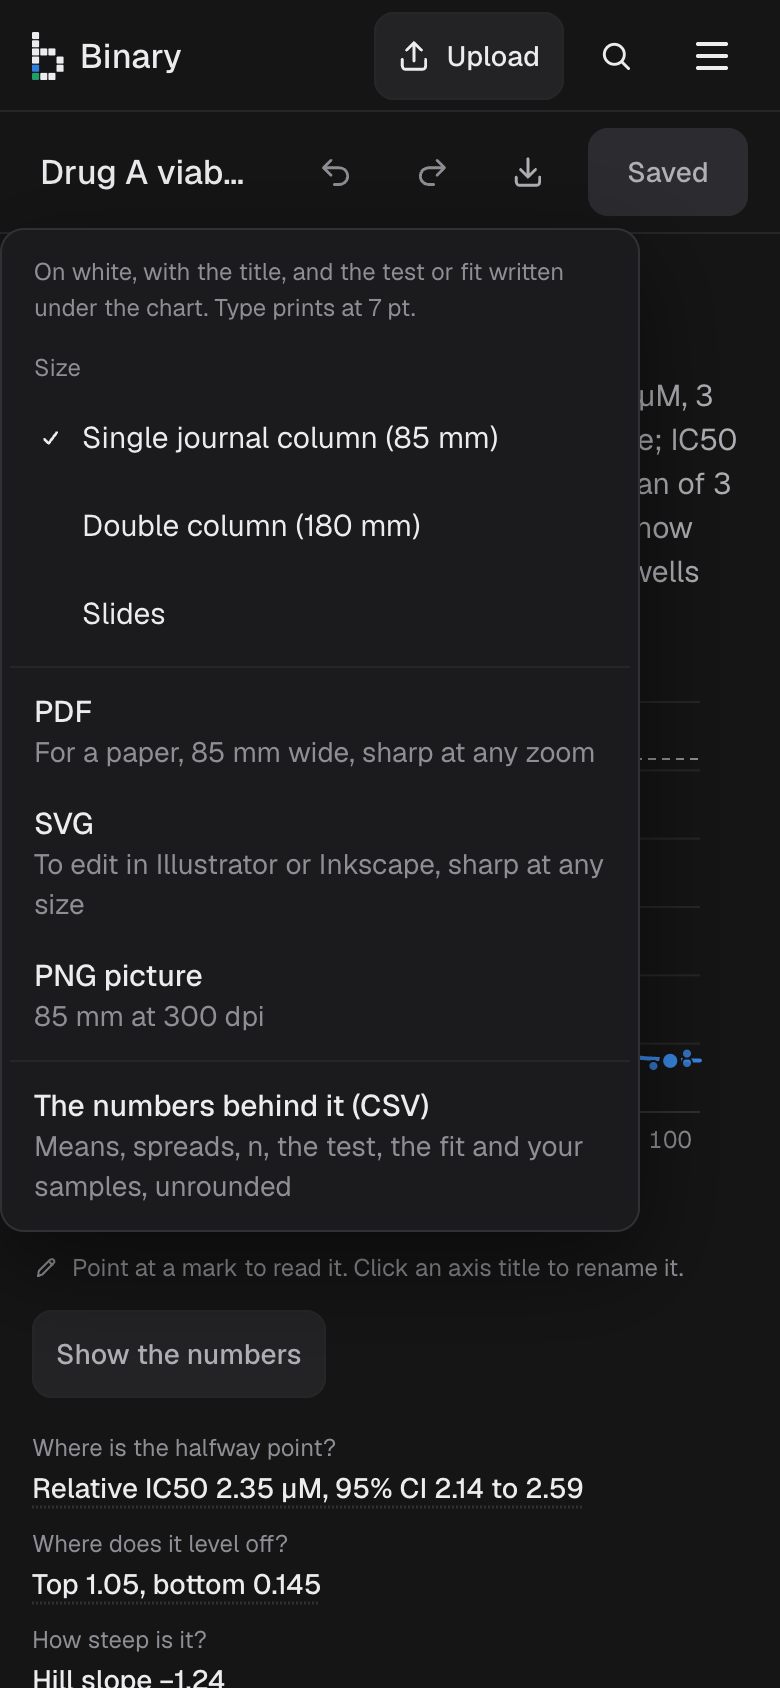 Binary
Upload
Drug A viab...
Saved
On white, with the title, and the test or fit written
under the chart. Type prints at 7 pt.
Size
Single journal column (85 mm)
Double column (180 mm)
Slides
PDF
For a paper, 85 mm wide, sharp at any zoom
SVG
To edit in Illustrator or Inkscape, sharp at any
size
PNG picture
85 mm at 300 dpi
The numbers behind it (CSV)
Means, spreads, n, the test, the fit and your
samples, unrounded
µM, 3
e; IC50
an of 3
wells
100
Point at a mark to read it. Click an axis title to rename it.
Show the numbers
Where is the halfway point?
Relative IC50 2.35 µM, 95% CI 2.14 to 2.59
Where does it level off?
Top 1.05, bottom 0.145
How steep is it?
Hill slope −1.24